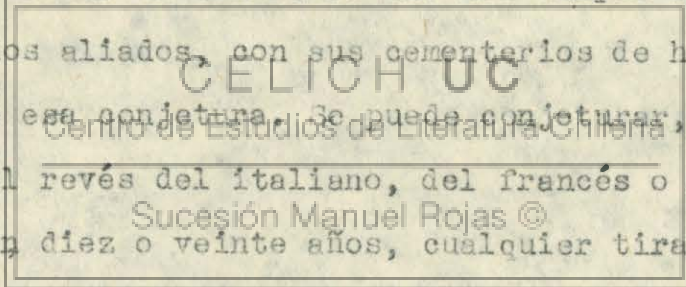 os aliados, con sus cementerios de h
CELICH UC
esa conjetura. Se puede conjeturar,
Centro de Estudios de Literatura Chilena
l revés del italiano, del francés o
Sucesión Manuel Rojas ©
n diez o veinte años, cualquier tira